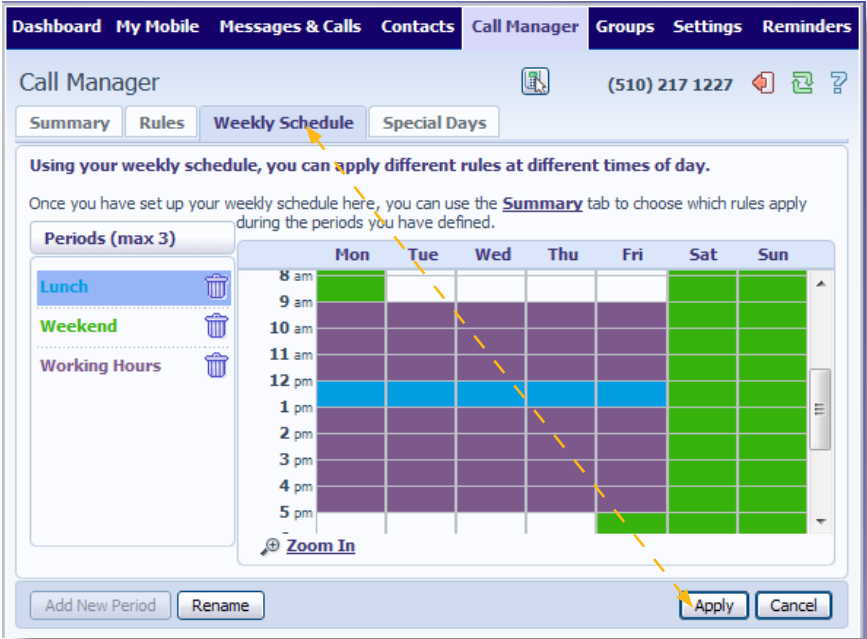 Dashboard My Mobile Messages & Calls Contacts Call Manager Groups Settings Reminders
Call Manager (510) 217 1227
Summary Rules Weekly Schedule Special Days
Using your weekly schedule, you can apply different rules at different times of day.
Once you have set up your weekly schedule here, you can use the Summary tab to choose which rules apply
during the periods you have defined.
Periods (max 3)
Lunch
Weekend
Working Hours
Mon Tue Wed Thu Fri Sat Sun
8 am
9 am
10 am
11 am
12 pm
1 pm
2 pm
3 pm
4 pm
5 pm
Zoom In
Add New Period Rename Apply Cancel